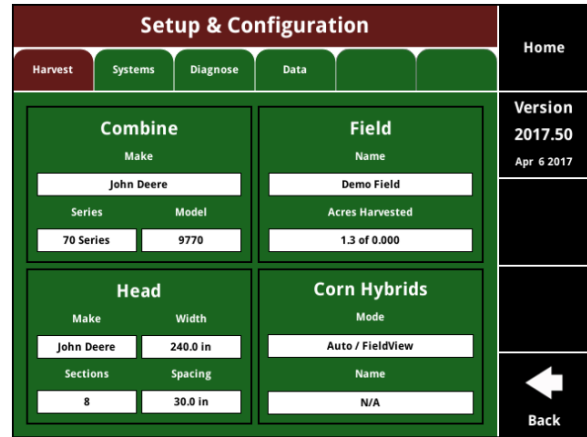 Setup & Configuration
Home
Harvest Systems Diagnose Data
Version
2017.50
Apr 6 2017
Combine
Make
John Deere
Series Model
70 Series 9770
Field
Name
Demo Field
Acres Harvested
1.3 of 0.000
Head
Make Width
John Deere 240.0 in
Sections Spacing
8 30.0 in
Corn Hybrids
Mode
Auto / FieldView
Name
N/A
Back